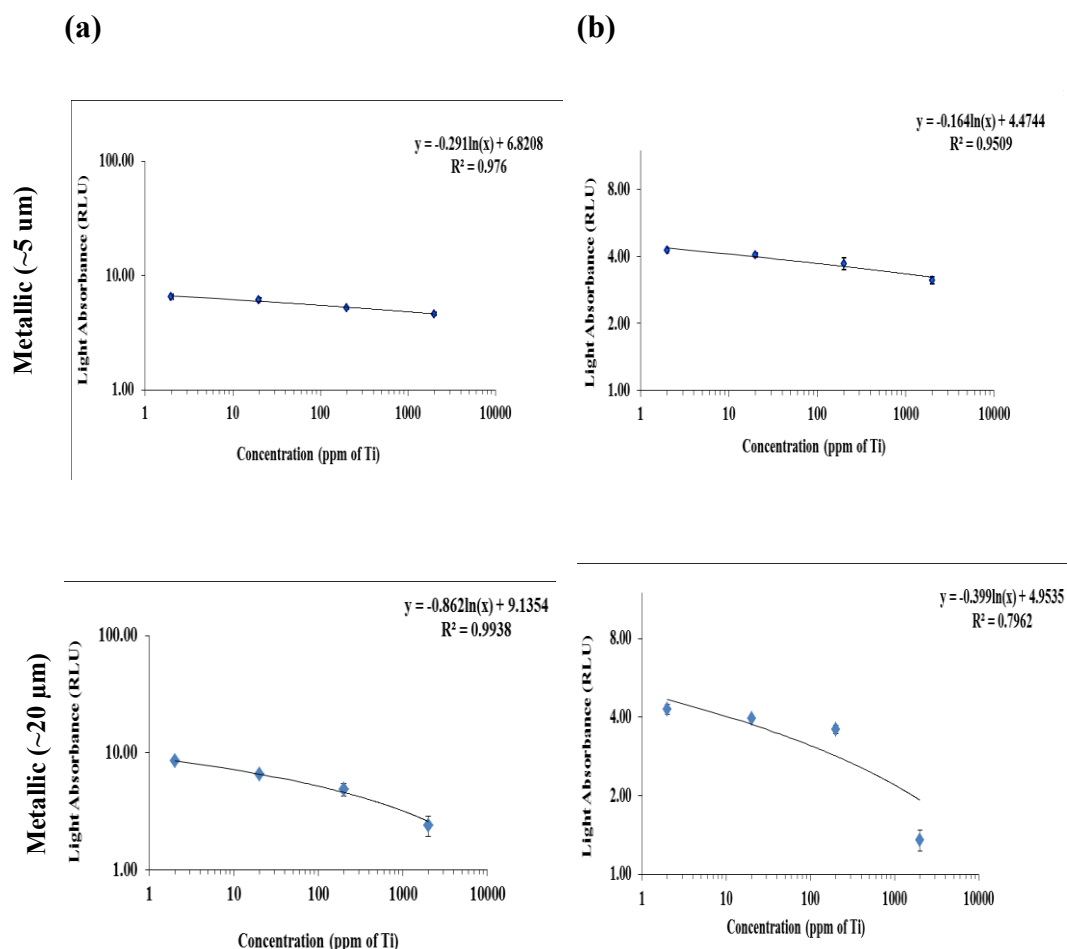 (a)
(b)
Metallic (~5 um)
y = -0.291ln(x) + 6.8208
R² = 0.976
Light Absorbance (RLU)
100.00
10.00
1.00
1 10 100 1000 10000
Concentration (ppm of Ti)
y = -0.164ln(x) + 4.4744
R² = 0.9509
Light Absorbance (RLU)
8.00
4.00
2.00
1.00
1 10 100 1000 10000
Concentration (ppm of Ti)
Metallic (~20 µm)
y = -0.862ln(x) + 9.1354
R² = 0.9938
Light Absorbance (RLU)
100.00
10.00
1.00
1 10 100 1000 10000
Concentration (ppm of Ti)
y = -0.399ln(x) + 4.9535
R² = 0.7962
Light Absorbance (RLU)
8.00
4.00
2.00
1.00
1 10 100 1000 10000
Concentration (ppm of Ti)